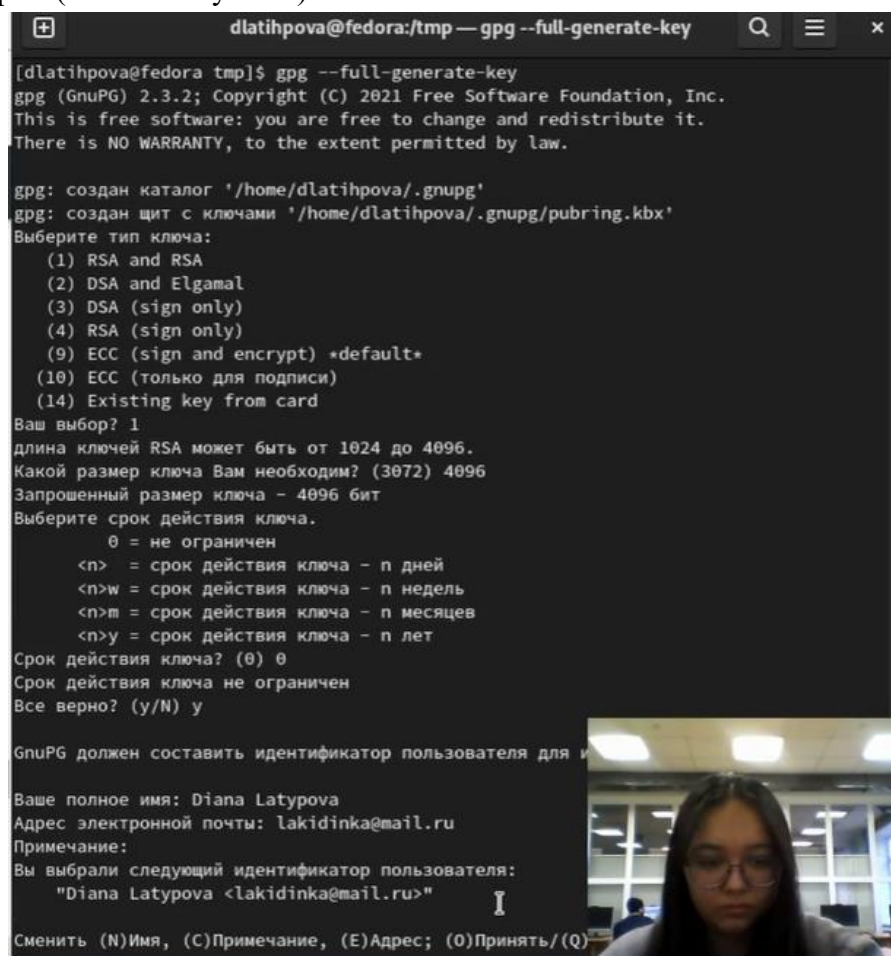 dlatihpova@fedora:/tmp — gpg --full-generate-key
[dlatihpova@fedora tmp]$ gpg --full-generate-key
gpg (GnuPG) 2.3.2; Copyright (C) 2021 Free Software Foundation, Inc.
This is free software: you are free to change and redistribute it.
There is NO WARRANTY, to the extent permitted by law.
gpg: создан каталог '/home/dlatihpova/.gnupg'
gpg: создан щит с ключами '/home/dlatihpova/.gnupg/pubring.kbx'
Выберите тип ключа:
(1) RSA and RSA
(2) DSA and Elgamal
(3) DSA (sign only)
(4) RSA (sign only)
(9) ECC (sign and encrypt) *default*
(10) ECC (только для подписи)
(14) Existing key from card
Ваш выбор? 1
длина ключей RSA может быть от 1024 до 4096.
Какой размер ключа Вам необходим? (3072) 4096
Запрошенный размер ключа - 4096 бит
Выберите срок действия ключа.
0 = не ограничен
<n> = срок действия ключа - n дней
<n>w = срок действия ключа - n недель
<n>m = срок действия ключа - n месяцев
<n>y = срок действия ключа - n лет
Срок действия ключа? (0) 0
Срок действия ключа не ограничен
Все верно? (y/N) y
GnuPG должен составить идентификатор пользователя для
Ваше полное имя: Diana Latypova
Адрес электронной почты: lakidinka@mail.ru
Примечание:
Вы выбрали следующий идентификатор пользователя:
"Diana Latypova <lakidinka@mail.ru>"
Сменить (N)Имя, (C)Примечание, (E)Адрес; (O)Принять/(Q)